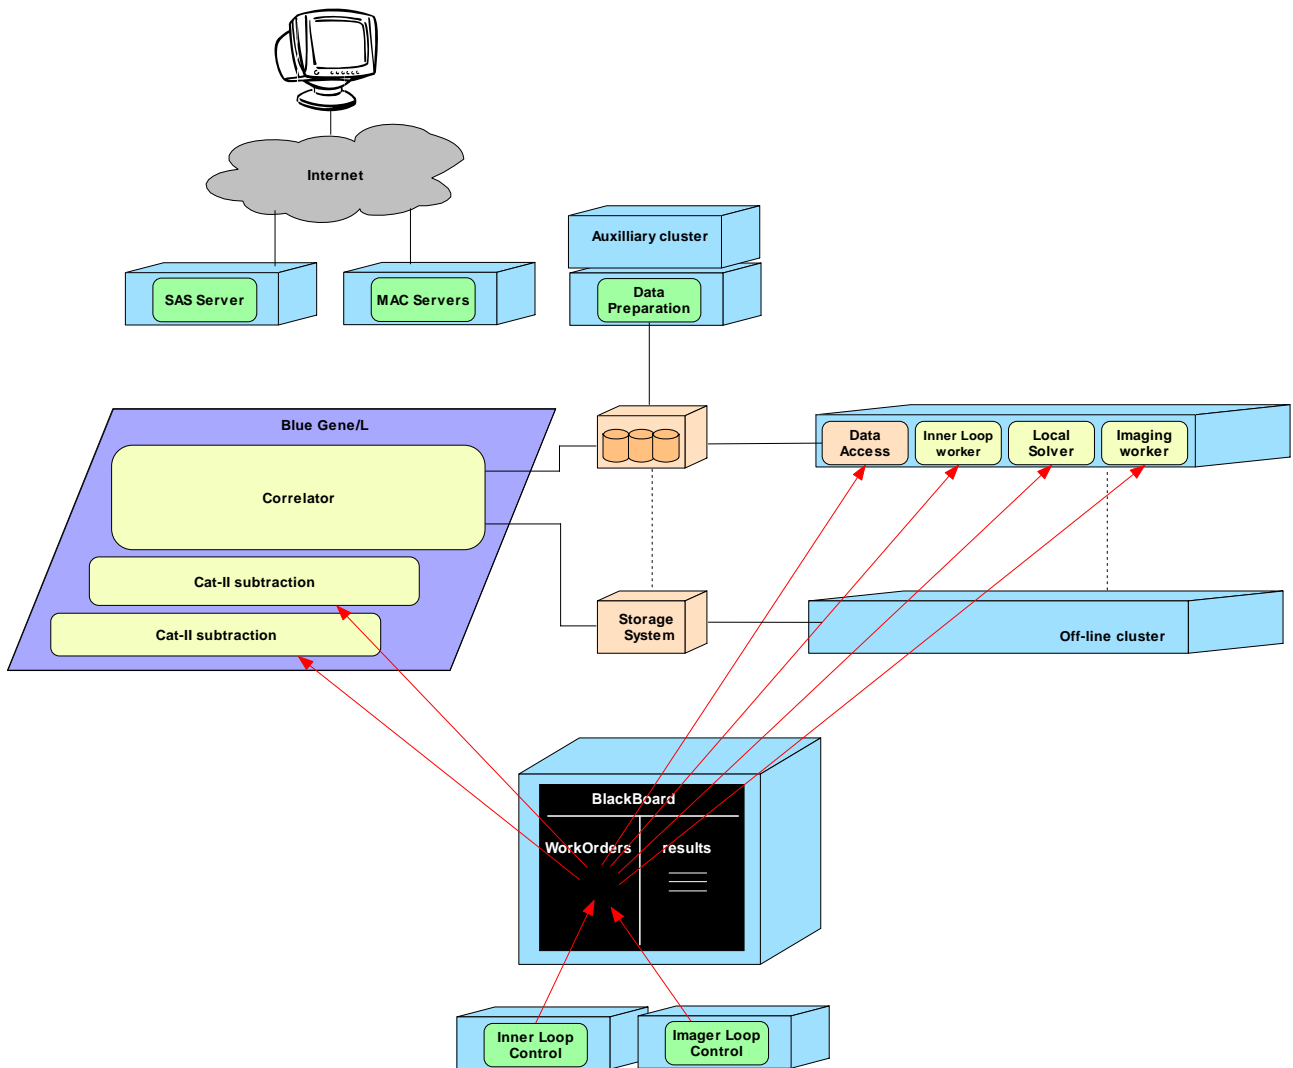 Internet
Auxilliary cluster
SAS Server
MAC Servers
Data
Preparation
Blue Gene/L
Correlator
Cat-II subtraction
Cat-II subtraction
Data
Access
Inner Loop
worker
Local
Solver
Imaging
worker
Storage
System
Off-line cluster
BlackBoard
WorkOrders
results
Inner Loop
Control
Imager Loop
Control